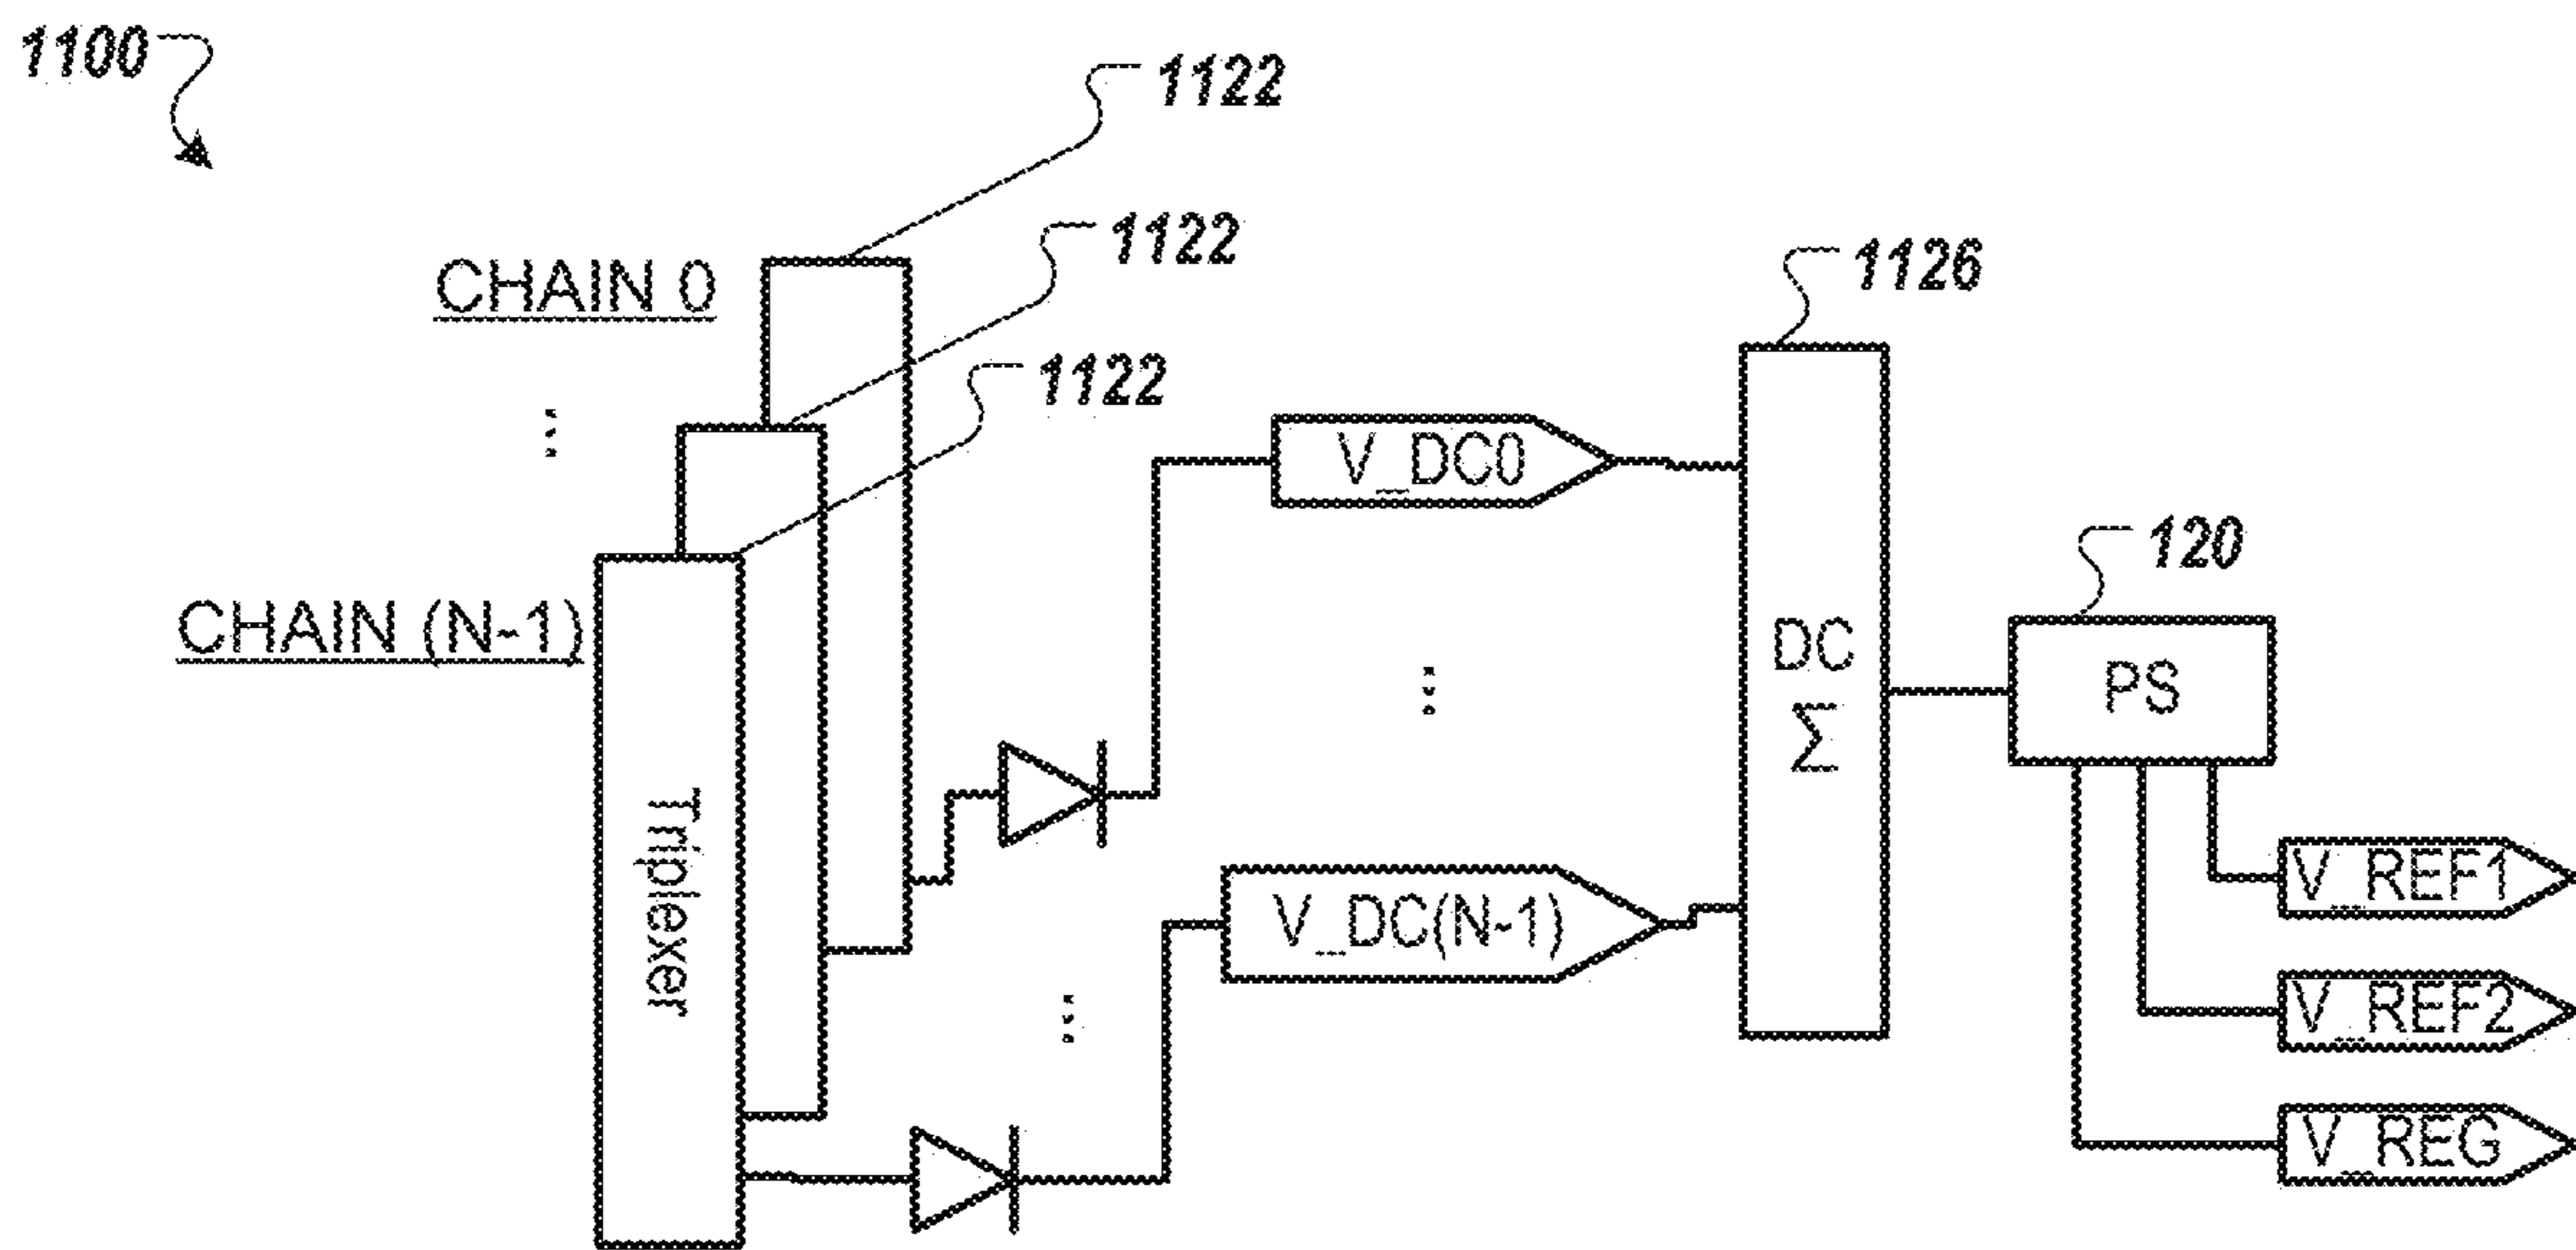 1100
1122
1122
CHAIN 0
1126
1122
V_DC0
120
CHAIN (N-1)
DC
Σ
PS
Triplexer
V_REF1
V_DC(N-1)
V_REF2
V_REG